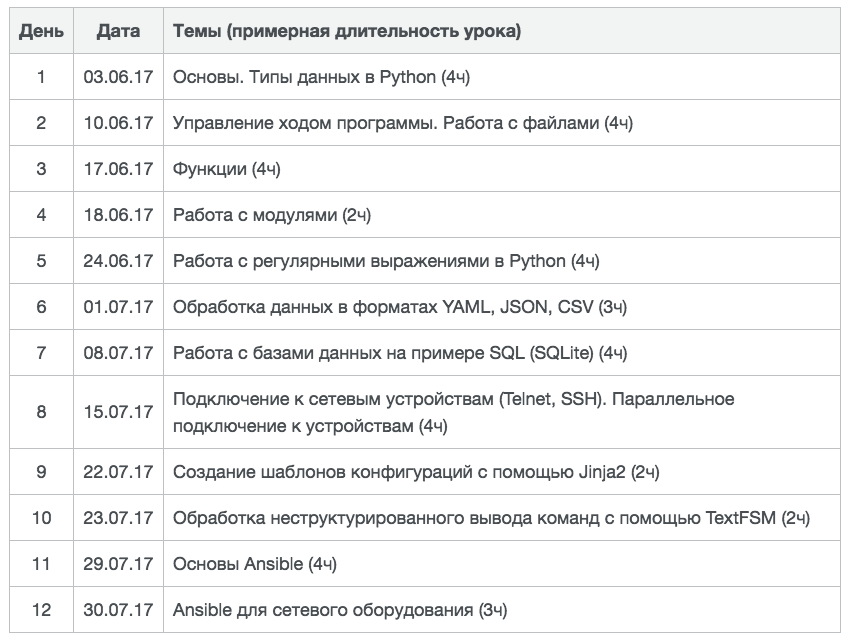 День Дата Темы (примерная длительность урока)
1 03.06.17 Основы. Типы данных в Python (4ч)
2 10.06.17 Управление ходом программы. Работа с файлами (4ч)
3 17.06.17 Функции (4ч)
4 18.06.17 Работа с модулями (2ч)
5 24.06.17 Работа с регулярными выражениями в Python (4ч)
6 01.07.17 Обработка данных в форматах YAML, JSON, CSV (3ч)
7 08.07.17 Работа с базами данных на примере SQL (SQLite) (4ч)
8 15.07.17 Подключение к сетевым устройствам (Telnet, SSH). Параллельное
подключение к устройствам (4ч)
9 22.07.17 Создание шаблонов конфигураций с помощью Jinja2 (2ч)
10 23.07.17 Обработка неструктурированного вывода команд с помощью TextFSM (2ч)
11 29.07.17 Основы Ansible (4ч)
12 30.07.17 Ansible для сетевого оборудования (3ч)